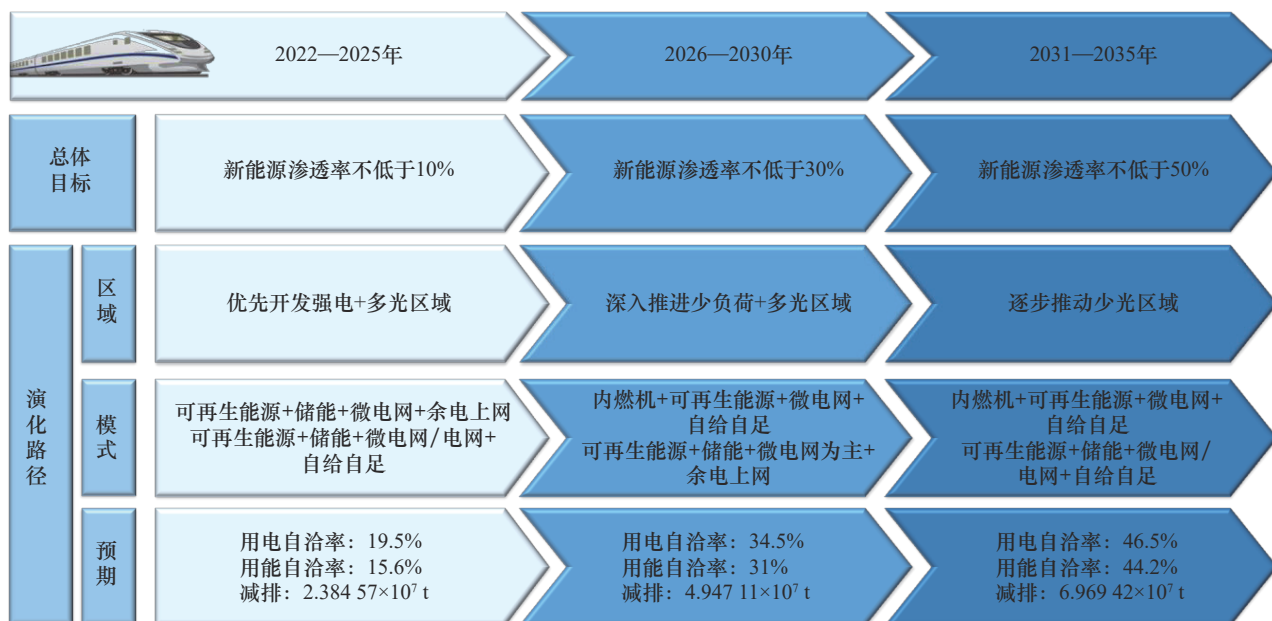 2022—2025年
2026—2030年
2031—2035年
总体
目标
新能源渗透率不低于10%
新能源渗透率不低于30%
新能源渗透率不低于50%
演化路径
区域
优先开发强电+多光区域
深入推进少负荷+多光区域
逐步推动少光区域
模式
可再生能源+储能+微电网+余电上网
可再生能源+储能+微电网/电网+
自给自足
内燃机+可再生能源+微电网+
自给自足
可再生能源+储能+微电网为主+
余电上网
内燃机+可再生能源+微电网+
自给自足
可再生能源+储能+微电网/
电网+自给自足
预期
用电自洽率：19.5%
用能自洽率：15.6%
减排：2.384 57×10⁷ t
用电自洽率：34.5%
用能自洽率：31%
减排：4.947 11×10⁷ t
用电自洽率：46.5%
用能自洽率：44.2%
减排：6.969 42×10⁷ t